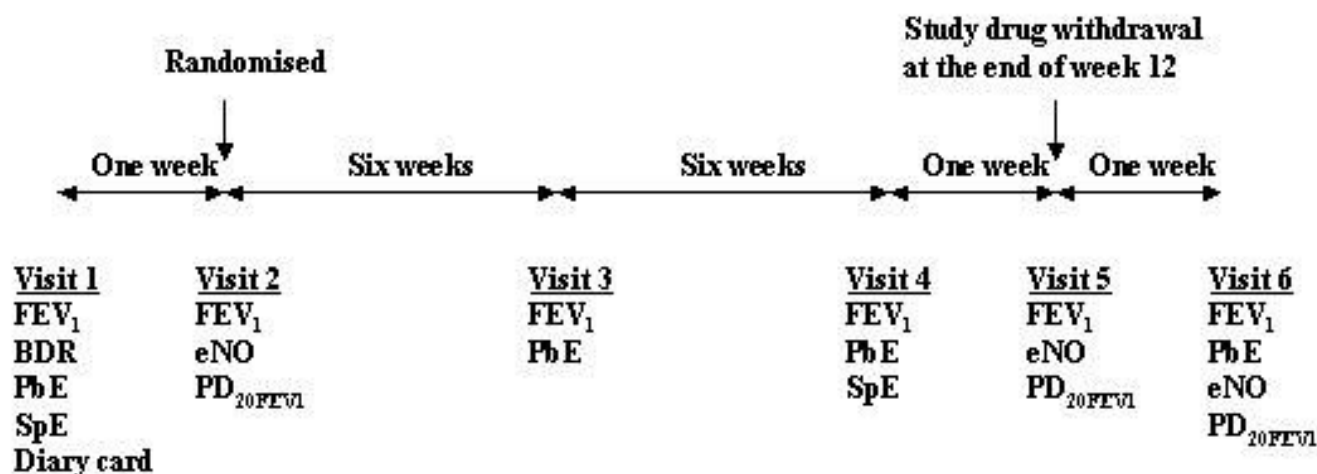 Study drug withdrawal
at the end of week 12
Randomised
One week
Six weeks
Six weeks
One week
One week
Visit 1
FEV₁
BDR
PbE
SpE
Diary card
Visit 2
FEV₁
eNO
PD₂₀FEV1
Visit 3
FEV₁
PbE
Visit 4
FEV₁
PbE
SpE
Visit 5
FEV₁
eNO
PD₂₀FEV1
Visit 6
FEV₁
PbE
eNO
PD₂₀FEV1